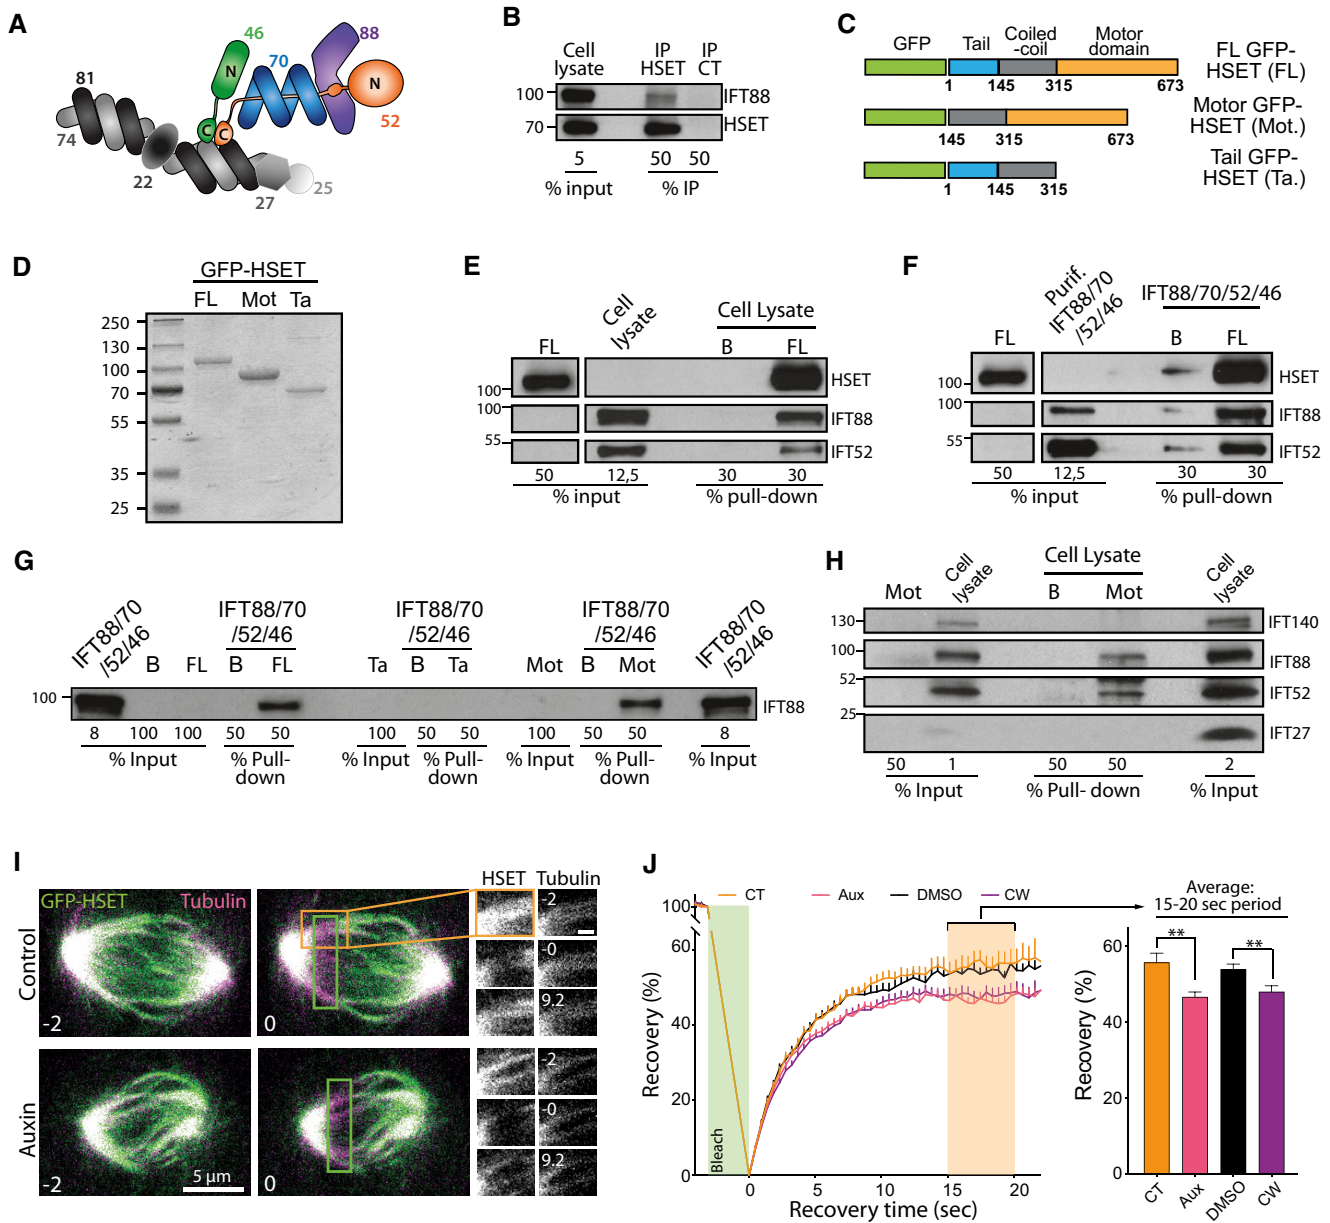 A
46
88
N
70
81
N
C
C
52
74
22
25
27
B
Cell
lysate
IP
HSET
IP
CT
100
IFT88
70
HSET
5
50
50
% input
% IP
C
GFP
Tail
Coiled
-coil
Motor
domain
FL GFP-
HSET (FL)
1
145
315
673
Motor GFP-
HSET (Mot.)
145
315
673
Tail GFP-
HSET (Ta.)
1
145
315
D
GFP-HSET
FL
Mot
Ta
250
130
100
70
55
35
25
E
Cell
lysate
Cell Lysate
FL
B
FL
100
HSET
100
IFT88
55
IFT52
50
12,5
30
30
% input
% pull-down
F
Purif.
IFT88/70
/52/46
IFT88/70/52/46
FL
B
FL
100
HSET
100
IFT88
55
IFT52
50
12,5
30
30
% input
% pull-down
G
IFT88/70
/52/46
B
FL
IFT88/70
/52/46
B
FL
IFT88/70
/52/46
Ta
B
Ta
IFT88/70
/52/46
Mot
B
Mot
IFT88/70
/52/46
100
IFT88
8
100
100
50
50
100
50
50
100
50
50
8
% Input
% Pull-
down
% Input
% Pull-
down
% Input
% Pull-
down
% Input
H
Mot
Cell
lysate
Cell Lysate
B
Mot
Cell
lysate
130
IFT140
100
IFT88
52
IFT52
25
IFT27
50
1
50
50
2
% Input
% Pull- down
% Input
I
HSET
Tubulin
GFP-HSET
Tubulin
Control
-2
0
-2
-0
9.2
Auxin
-2
5 µm
0
-2
-0
9.2
J
CT
Aux
DMSO
CW
Average:
15-20 sec period
100
60
40
20
0
Recovery (%)
Bleach
0
5
10
15
20
Recovery time (sec)
**
**
60
40
20
0
Recovery (%)
CT
Aux
DMSO
CW